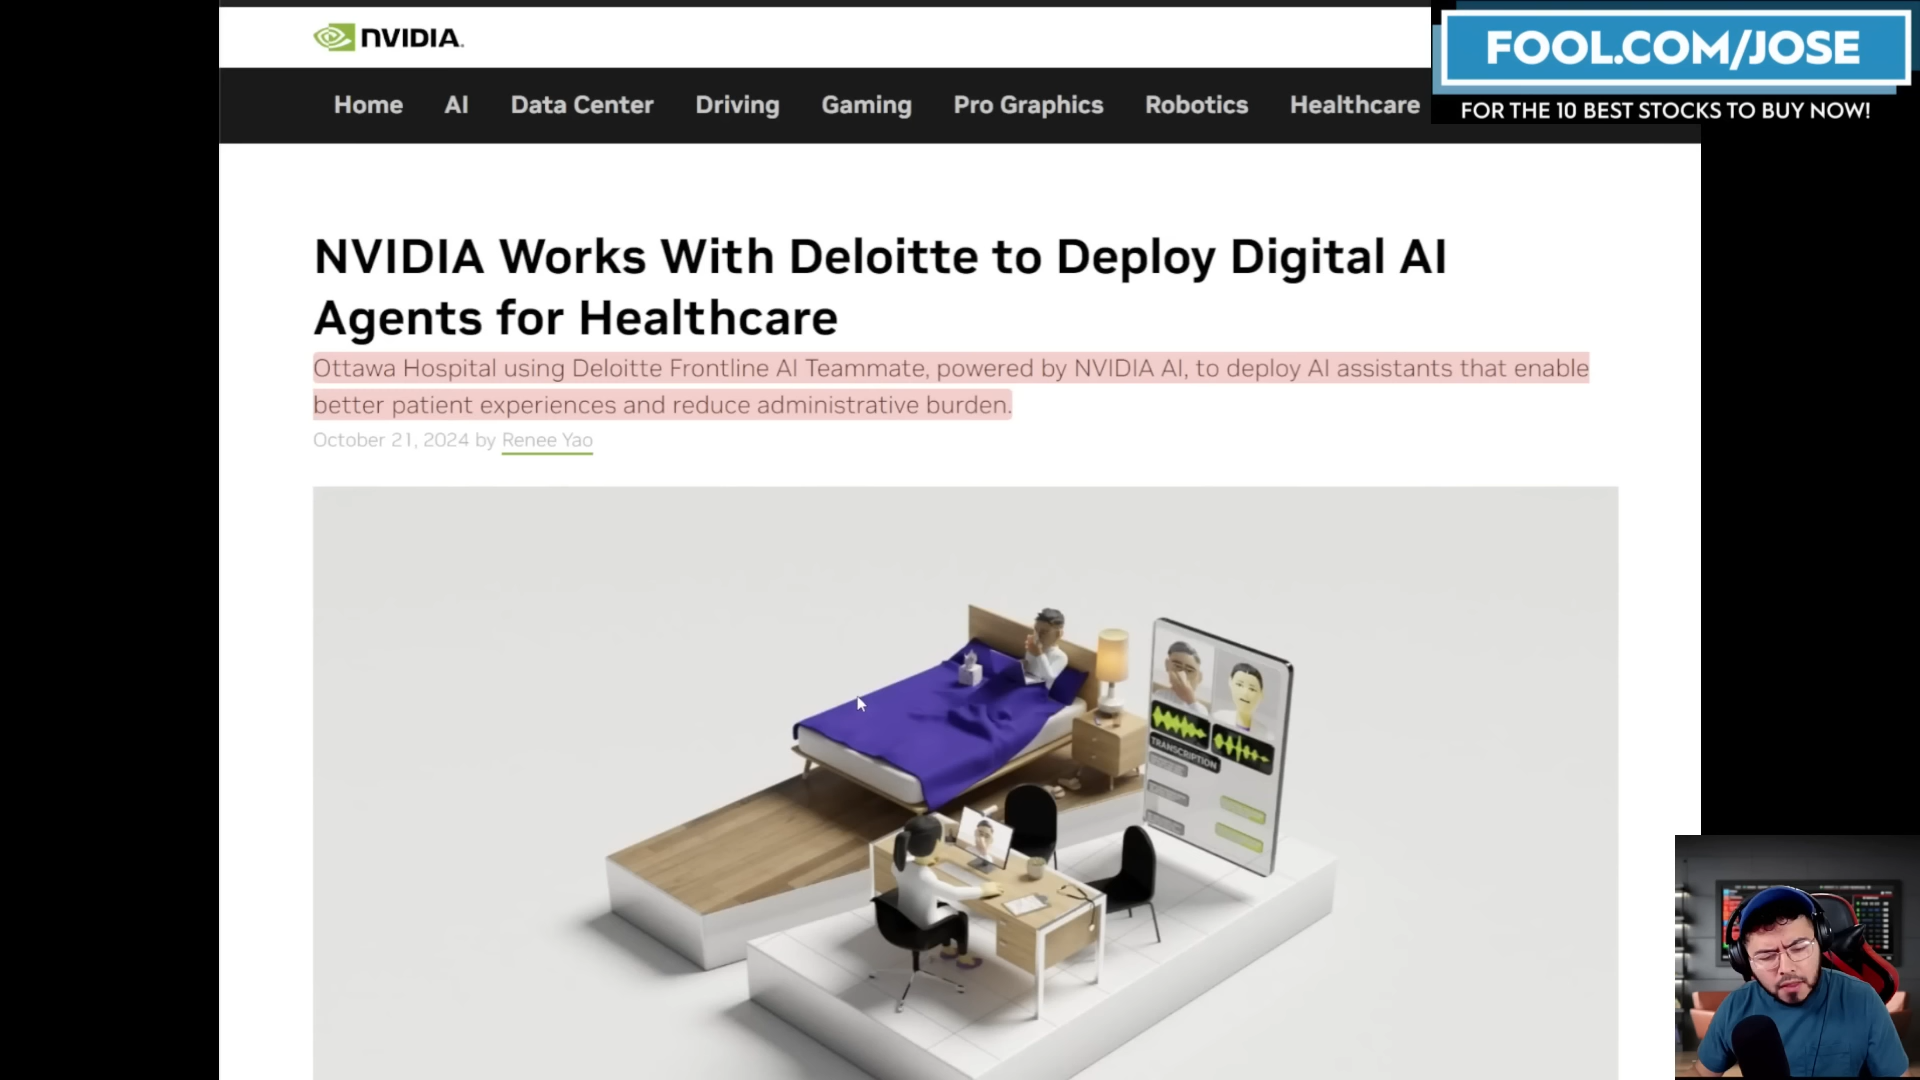 NVIDIA.
FOOL.COM/JOSE
FOR THE 10 BEST STOCKS TO BUY NOW!
Home AI Data Center Driving Gaming Pro Graphics Robotics Healthcare
NVIDIA Works With Deloitte to Deploy Digital AI
Agents for Healthcare
Ottawa Hospital using Deloitte Frontline AI Teammate, powered by NVIDIA AI, to deploy AI assistants that enable
better patient experiences and reduce administrative burden.
October 21, 2024 by Renee Yao
TRANSCRIPTION